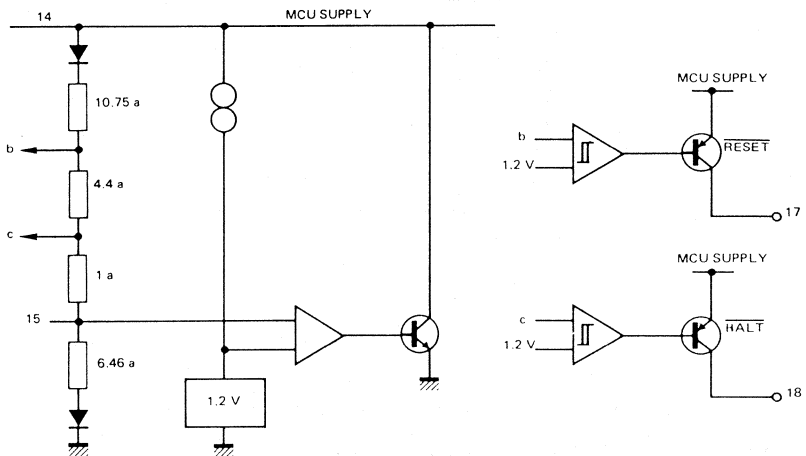 14
MCU SUPPLY
10.75 a
b
4.4 a
c
1 a
15
6.46 a
1.2 V
MCU SUPPLY
b
1.2 V
RESET
17
MCU SUPPLY
c
1.2 V
HALT
18